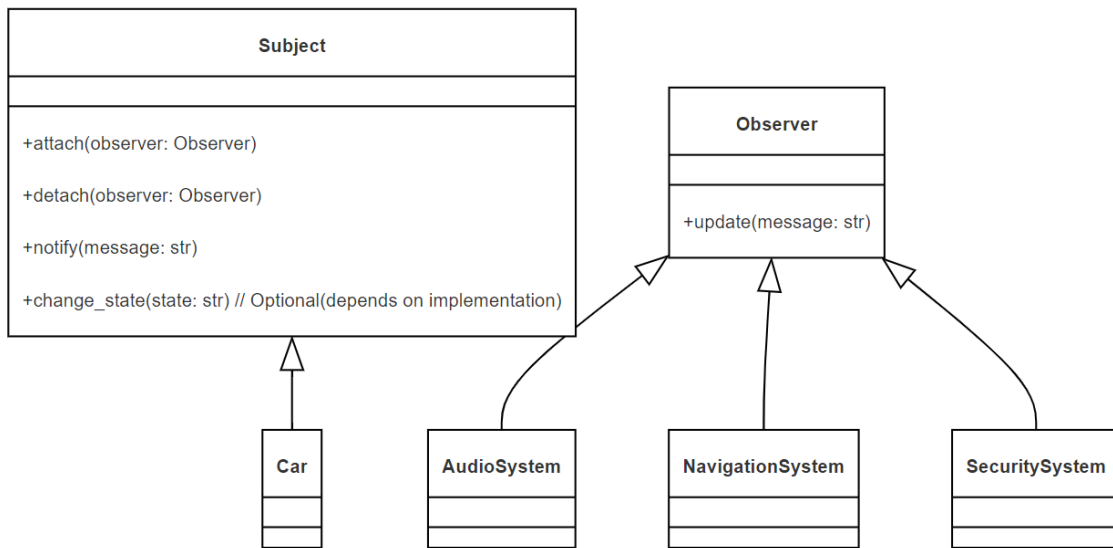 Subject
+attach(observer: Observer)
+detach(observer: Observer)
+notify(message: str)
+change_state(state: str) // Optional(depends on implementation)
Observer
+update(message: str)
Car
AudioSystem
NavigationSystem
SecuritySystem